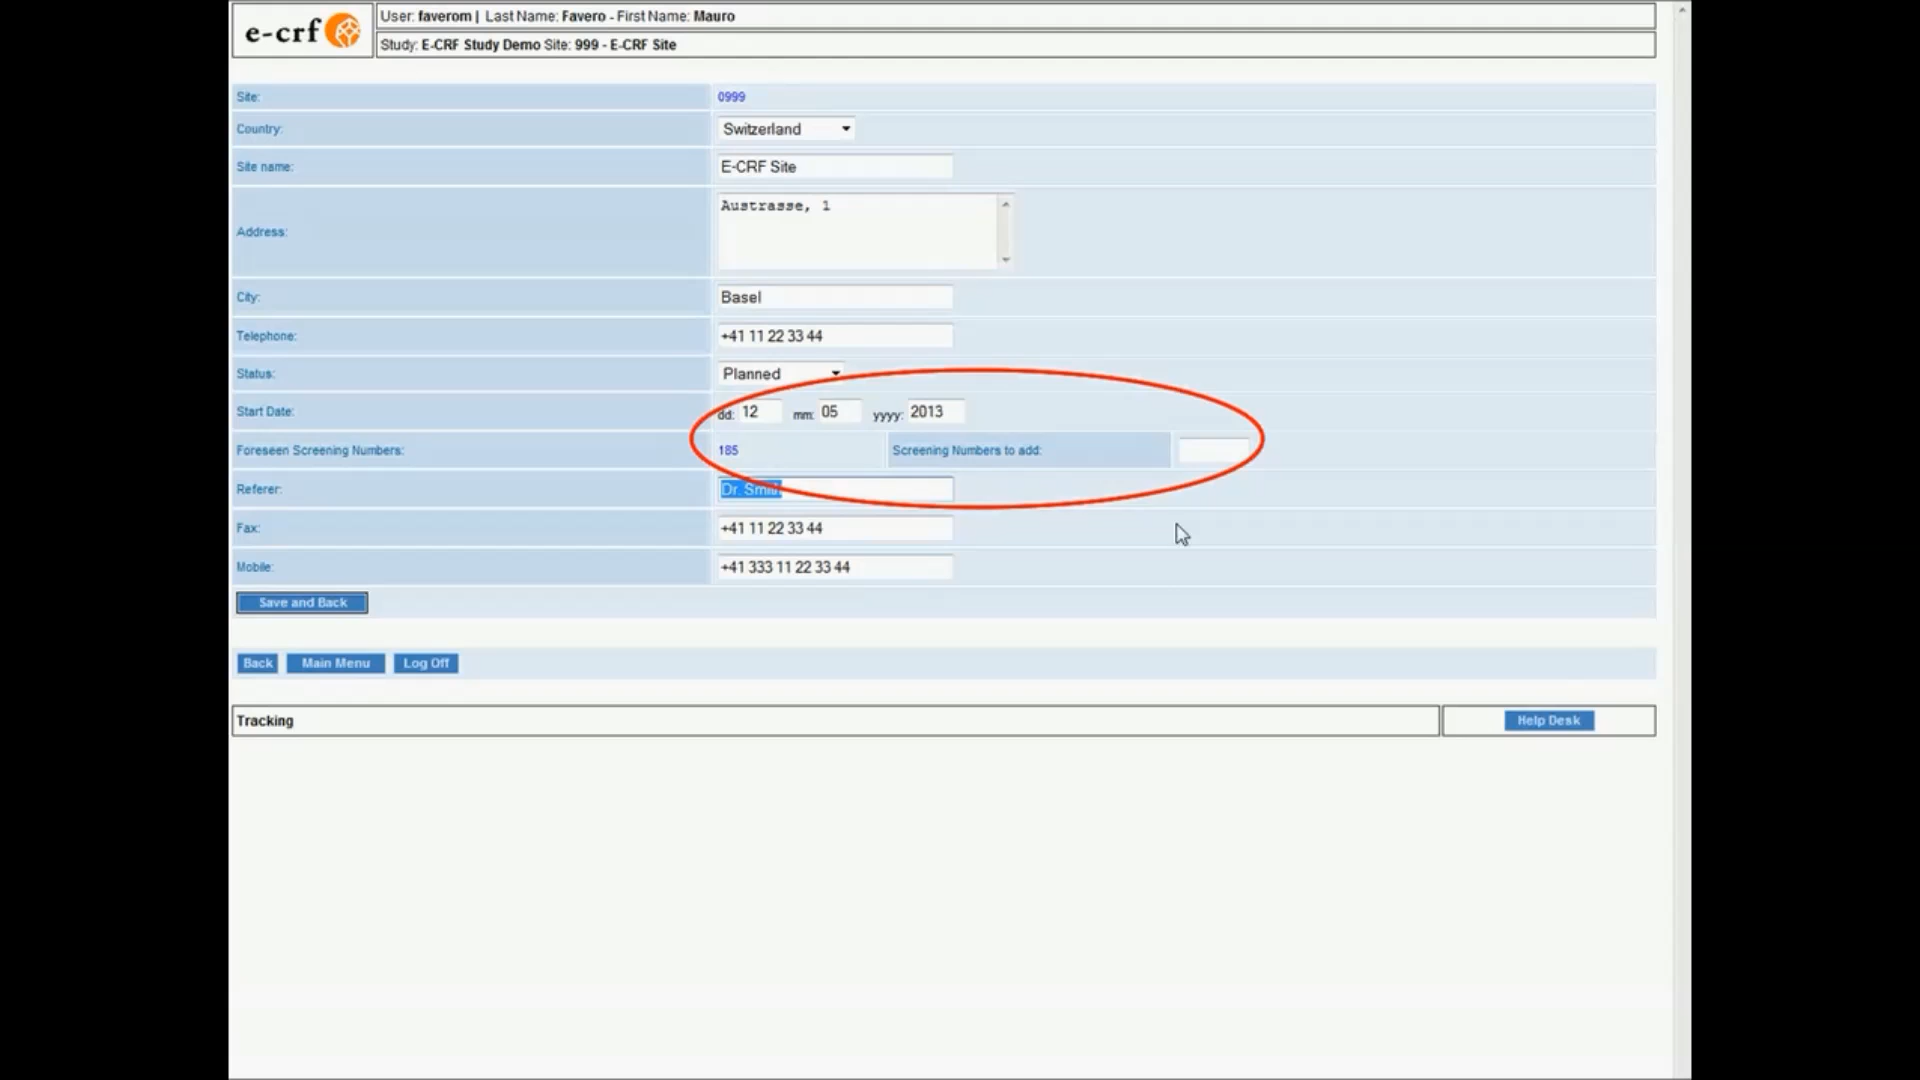 e-crf
User: faverom | Last Name: Favero - First Name: Mauro
Study: E-CRF Study Demo Site: 999 - E-CRF Site
Site: 0999
Country: Switzerland
Site name: E-CRF Site
Address: Austrasse, 1
City: Basel
Telephone: +41 11 22 33 44
Status: Planned
Start Date: dd: 12 mm: 05 yyyy: 2013
Foreseen Screening Numbers: 185 Screening Numbers to add:
Referer: Dr. Smith
Fax: +41 11 22 33 44
Mobile: +41 333 11 22 33 44
Save and Back
Back Main Menu Log Off
Tracking Help Desk